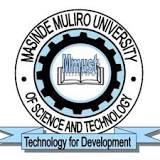 MASINDE MULIRO UNIVERSITY
Mmust
OF SCIENCE AND TECHNOLOGY
Technology for Development